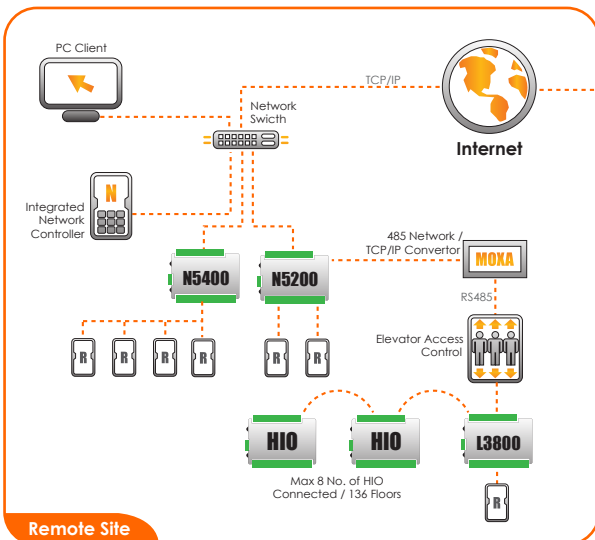 PC Client
TCP/IP
Network
Swicth
Internet
N
Integrated
Network
Controller
485 Network /
TCP/IP Convertor
MOXA
N5400
N5200
RS485
R
R
R
R
R
R
Elevator Access
Control
HIO
HIO
L3800
Max 8 No. of HIO
Connected / 136 Floors
R
Remote Site